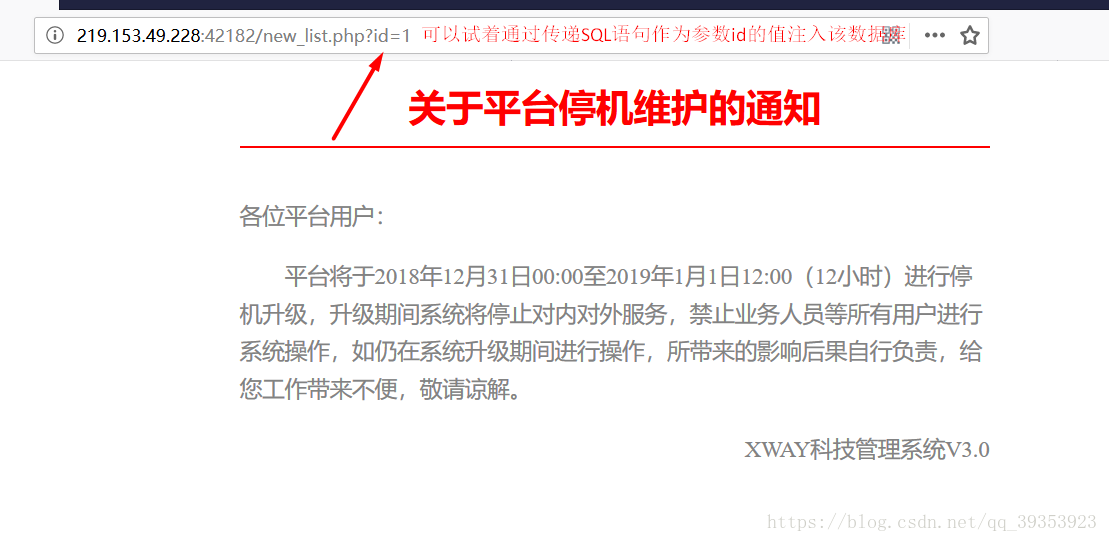 219.153.49.228:42182/new_list.php?id=1 可以试着通过传递SQL语句作为参数id的值注入该数据库
关于平台停机维护的通知
各位平台用户：
平台将于2018年12月31日00:00至2019年1月1日12:00（12小时）进行停
机升级，升级期间系统将停止对内对外服务，禁止业务人员等所有用户进行
系统操作，如仍在系统升级期间进行操作，所带来的影响后果自行负责，给
您工作带来不便，敬请谅解。
XWAY科技管理系统V3.0
https://blog.csdn.net/qq_39353923